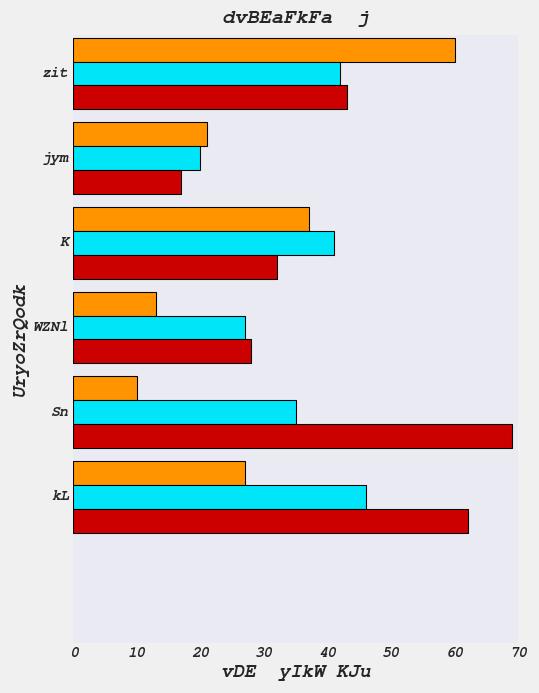 dvBEaFkFa  j
zit
jym
K
WZNl
Sn
kL
UryoZrQodk
0 10 20 30 40 50 60 70
vDE  yIkW KJu